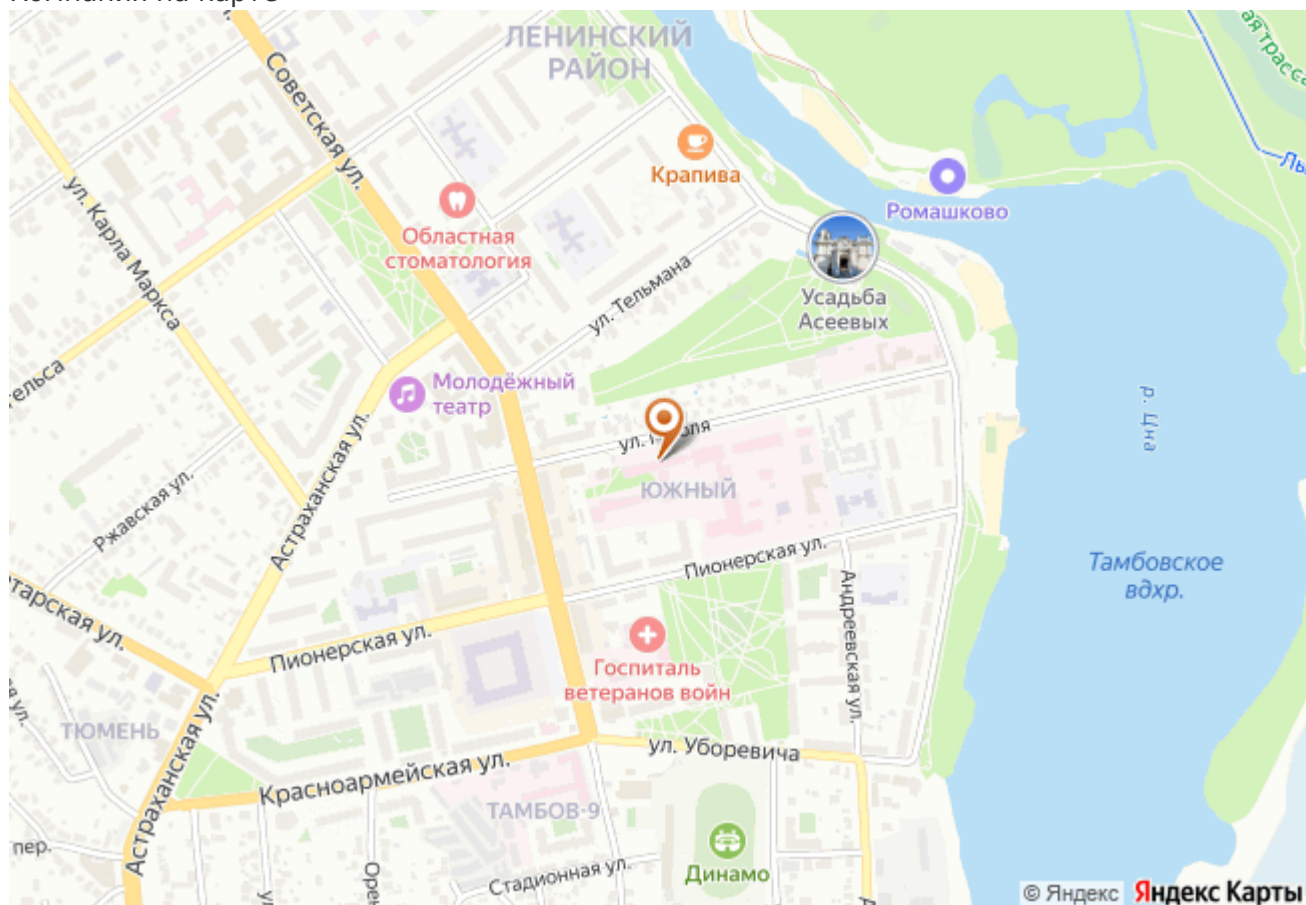 ЛЕНИНСКИЙ
РАЙОН
Советская ул.
Крапива
Ромашково
ул. Карла Маркса
Областная
стоматология
ул. Тельмана
Усадьба
Асеевых
Молодёжный
театр
р. Цна
ЮЖНЫЙ
Ржавская ул.
Астраханская ул.
Пионерская ул.
Тамбовское
вдхр.
Андреевская ул.
Пионерская ул.
Госпиталь
ветеранов войн
ТЮМЕНЬ
Астраханская ул.
ул. Уборевича
Красноармейская ул.
ТАМБОВ-9
пер.
Стадионная ул.
Динамо
© Яндекс Яндекс Карты